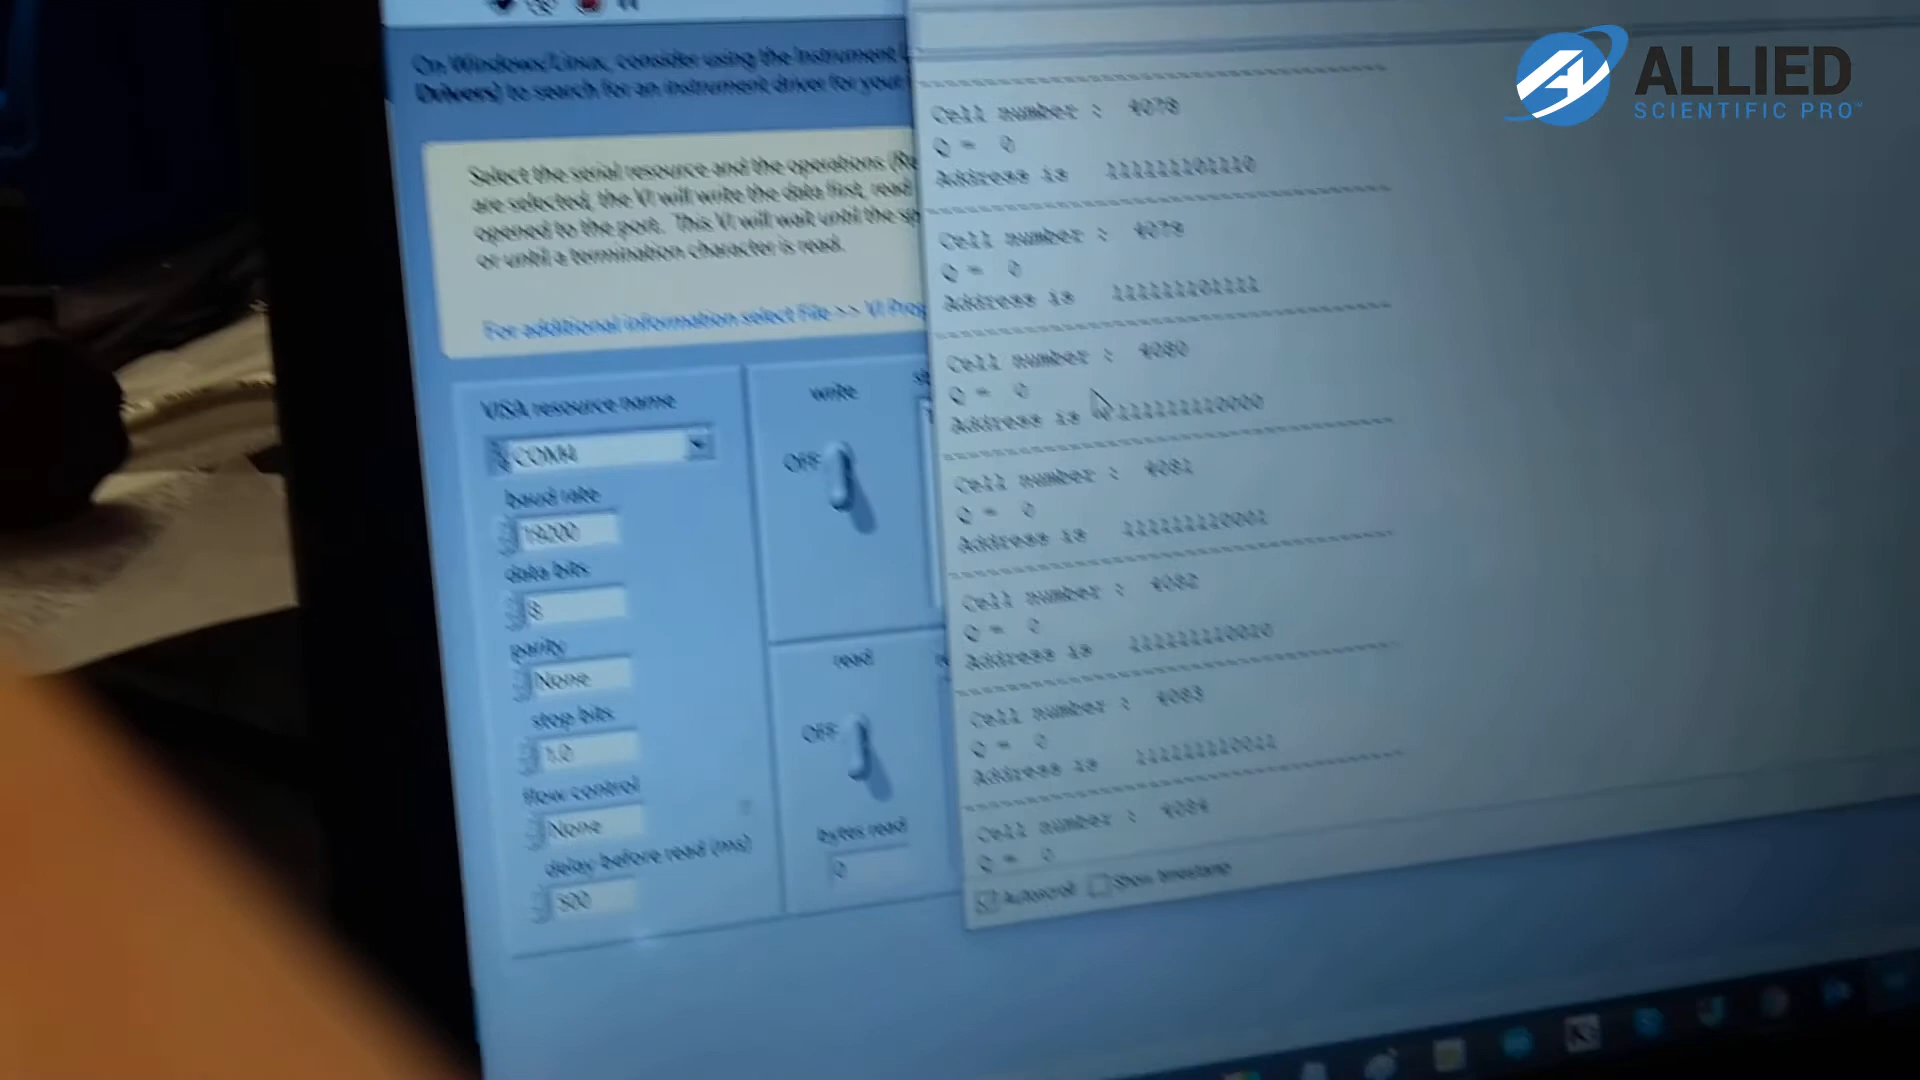 ALLIED
SCIENTIFIC PRO™
On Windows/Linux, consider using the Instrument
Drivers) to search for an instrument driver for your
Select the serial resource and the operations (Re
are selected, the VI will write the data first, read
opened to the port. This VI will wait until the sp
or until a termination character is read.
For additional information select File >> VI Prop
VISA resource name
COM4
baud rate
19200
data bits
8
parity
None
stop bits
1.0
flow control
None
delay before read (ms)
500
write
OFF
read
OFF
bytes read
0
Cell number : 4078
Q = 0
Address is 111111101110
Cell number : 4079
Q = 0
Address is 111111101111
Cell number : 4080
Q = 0
Address is 111111110000
Cell number : 4081
Q = 0
Address is 111111110001
Cell number : 4082
Q = 0
Address is 111111110010
Cell number : 4083
Q = 0
Address is 111111110011
Cell number : 4084
Q = 0
Autoscroll Show timestamp